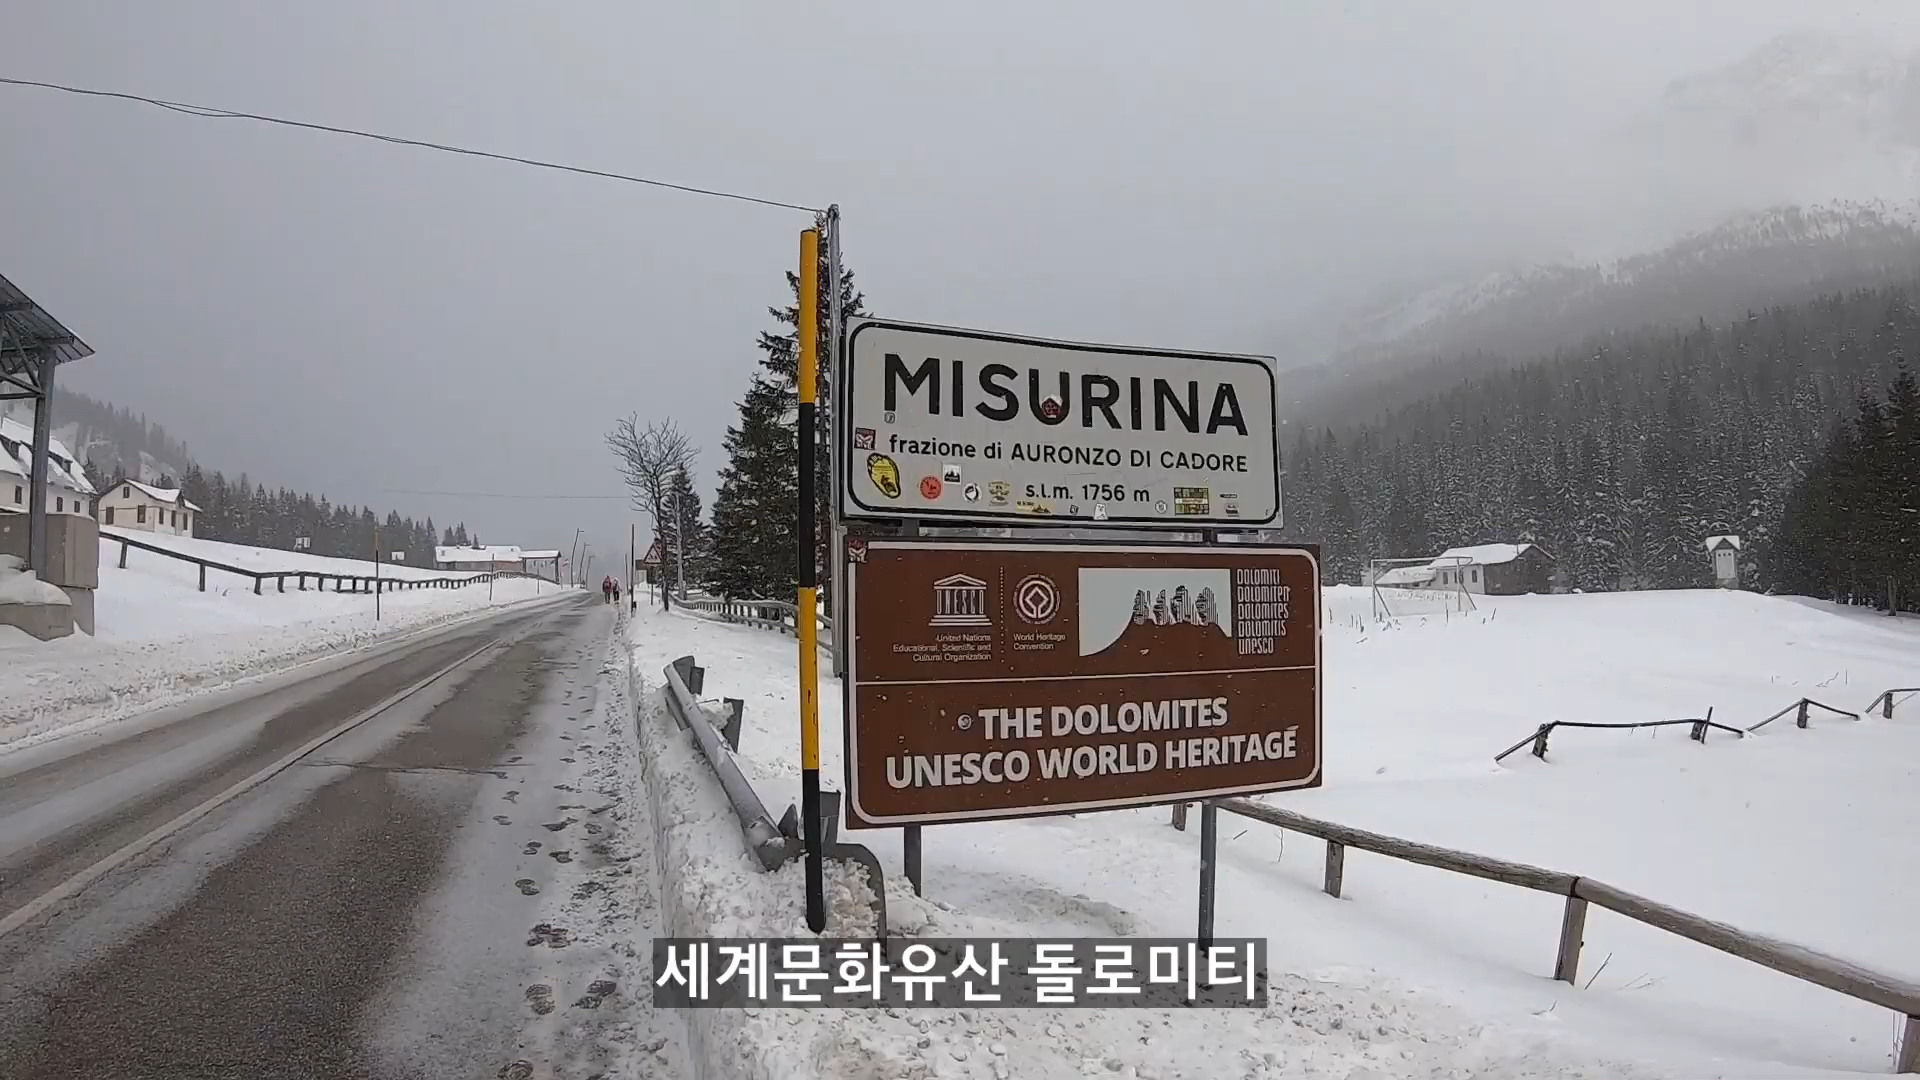 MISURINA
frazione di AURONZO DI CADORE
s.l.m. 1756 m
UNESCO
United Nations
Educational, Scientific and
Cultural Organization
World Heritage
Convention
DOLOMITI
DOLOMITEN
DOLOMITES
DOLOMITIS
UNESCO
THE DOLOMITES
UNESCO WORLD HERITAGE
세계문화유산 돌로미티